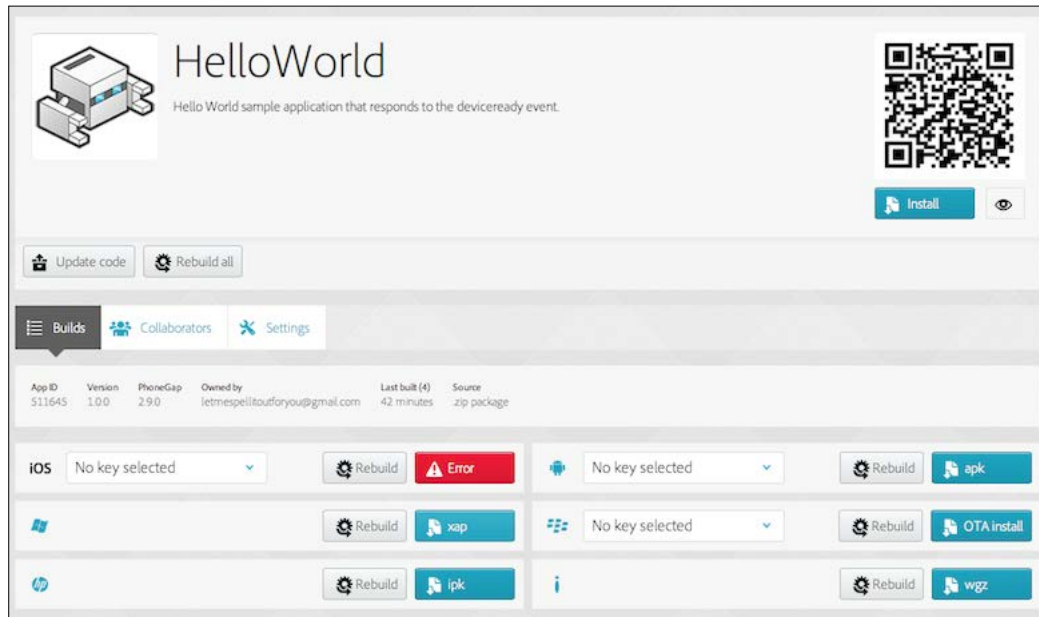 HelloWorld
Hello World sample application that responds to the deviceready event.
Install
Update code
Rebuild all
Builds
Collaborators
Settings
App ID Version PhoneGap Owned by Last built (4) Source
511645 1.0.0 2.9.0 letmespellitoutforyou@gmail.com 42 minutes .zip package
iOS No key selected Rebuild Error
No key selected Rebuild apk
Rebuild xap
No key selected Rebuild OTA install
hp Rebuild ipk
Rebuild wgz